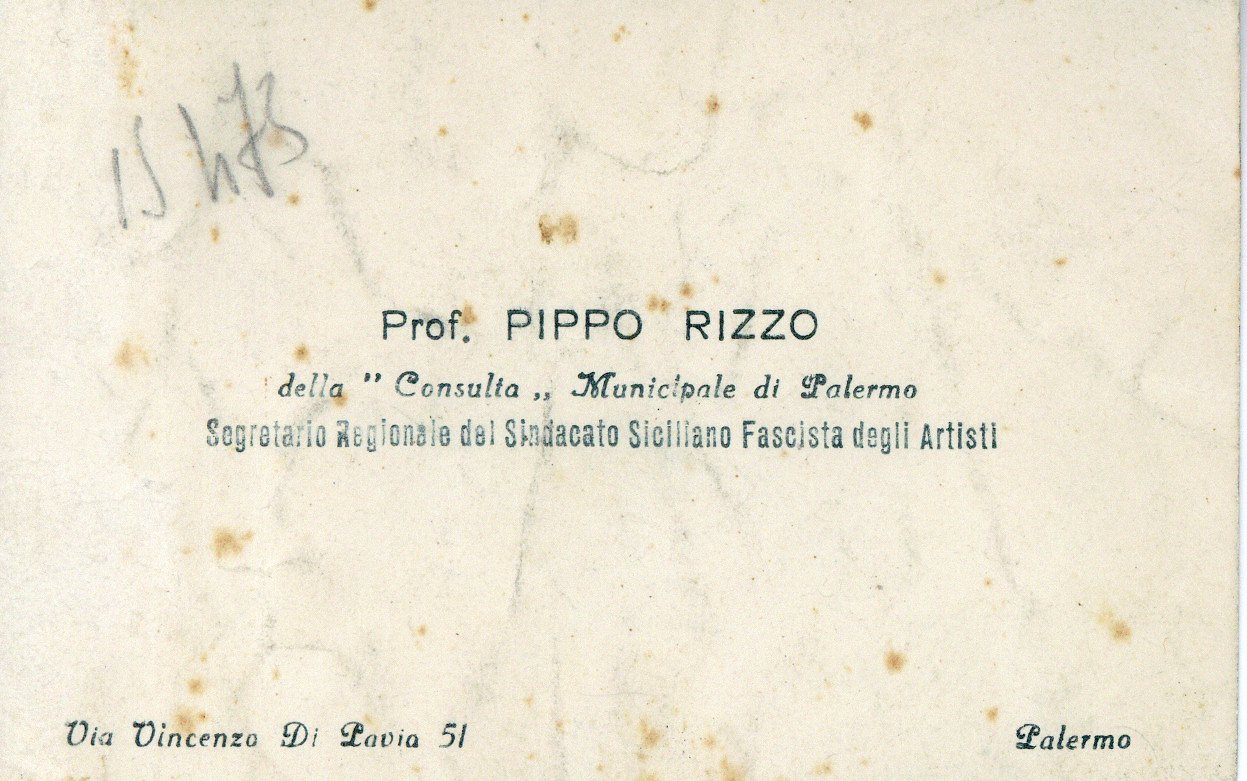 Prof. PIPPO RIZZO
della " Consulta „ Municipale di Palermo
Segretario Regionale del Sindacato Siciliano Fascista degli Artisti
Via Vincenzo Di Pavia 51
Palermo